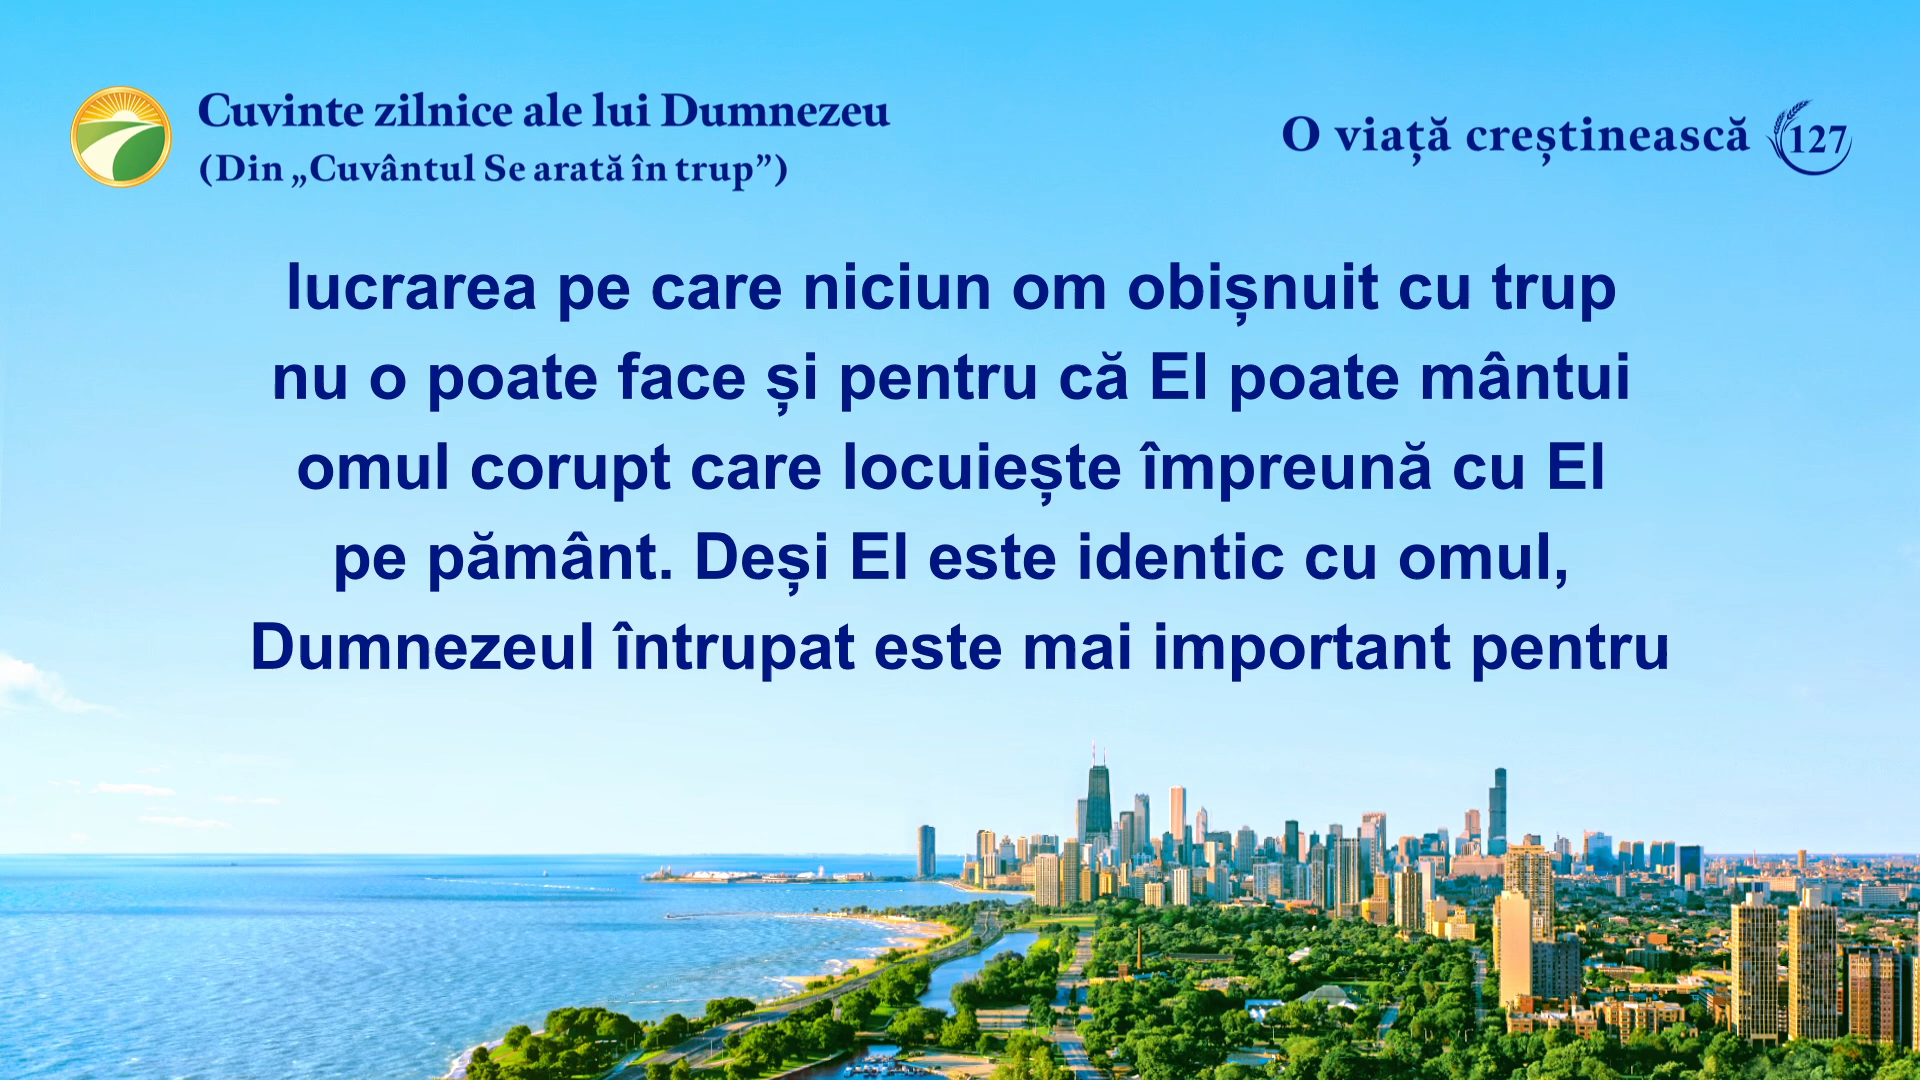 Cuvinte zilnice ale lui Dumnezeu
(Din „Cuvântul Se arată în trup”)
O viață creștinească 127
lucrarea pe care niciun om obișnuit cu trup
nu o poate face și pentru că El poate mântui
omul corupt care locuiește împreună cu El
pe pământ. Deși El este identic cu omul,
Dumnezeul întrupat este mai important pentru